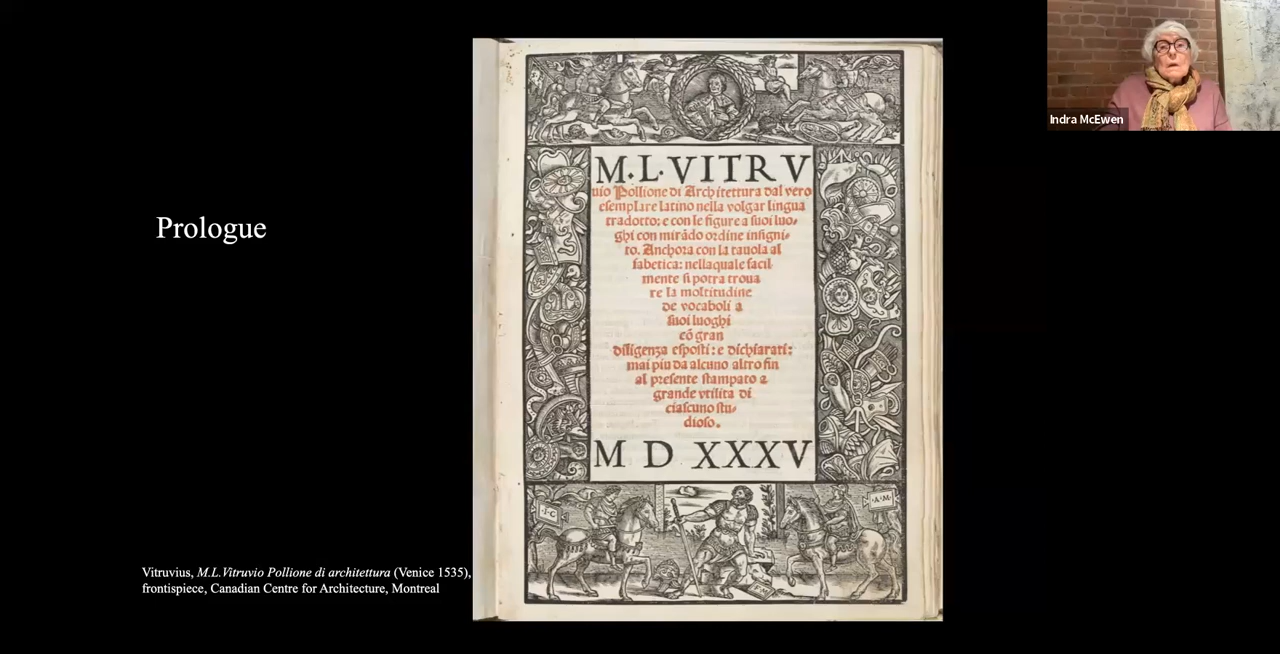 Prologue
M·L·VITRV
uio Pollione di Architettura dal vero
esemplare latino nella volgar lingua
tradotto: e con le figure a suoi luo-
ghi con mirãdo ordine insigni-
to. Anchora con la tauola al
fabetica: nella quale facil
mente si potra troua
re la moltitudine
de vocaboli a
suoi luoghi
cõ gran
diligenza esposti: e dichiarati:
mai piu da alcuno altro fin
al presente stampato a
grande vtilita di
ciascuno stu-
dioso.
M D XXXV
·I·G·
·A·M·
Vitruvius, M.L.Vitruvio Pollione di architettura (Venice 1535),
frontispiece, Canadian Centre for Architecture, Montreal
Indra McEwen